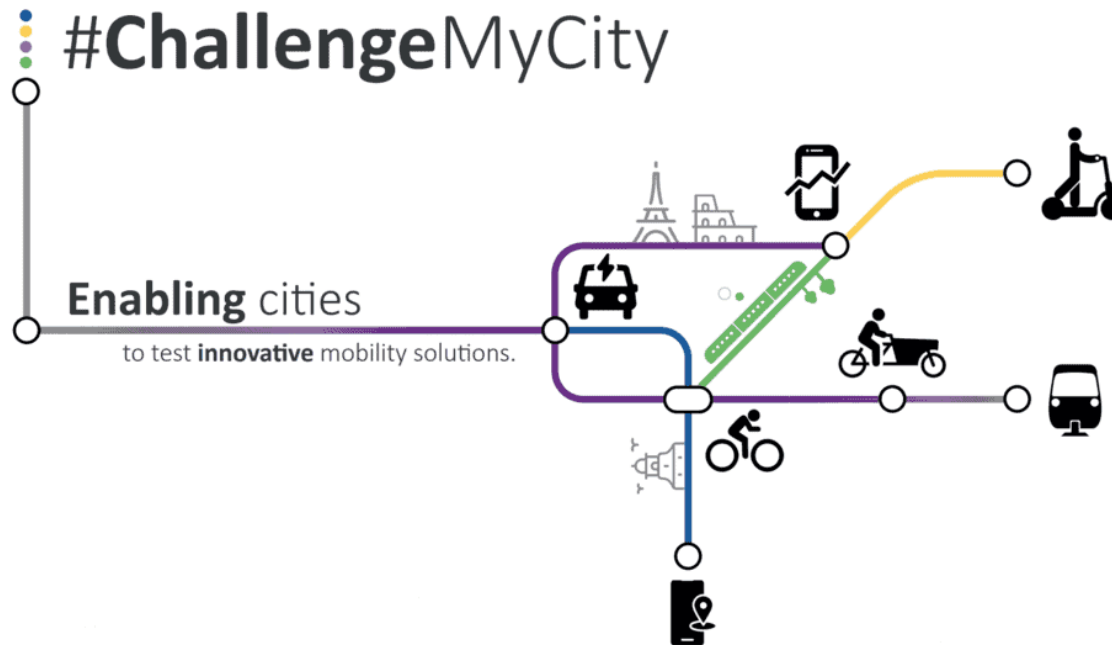 #ChallengeMyCity
Enabling cities
to test innovative mobility solutions.